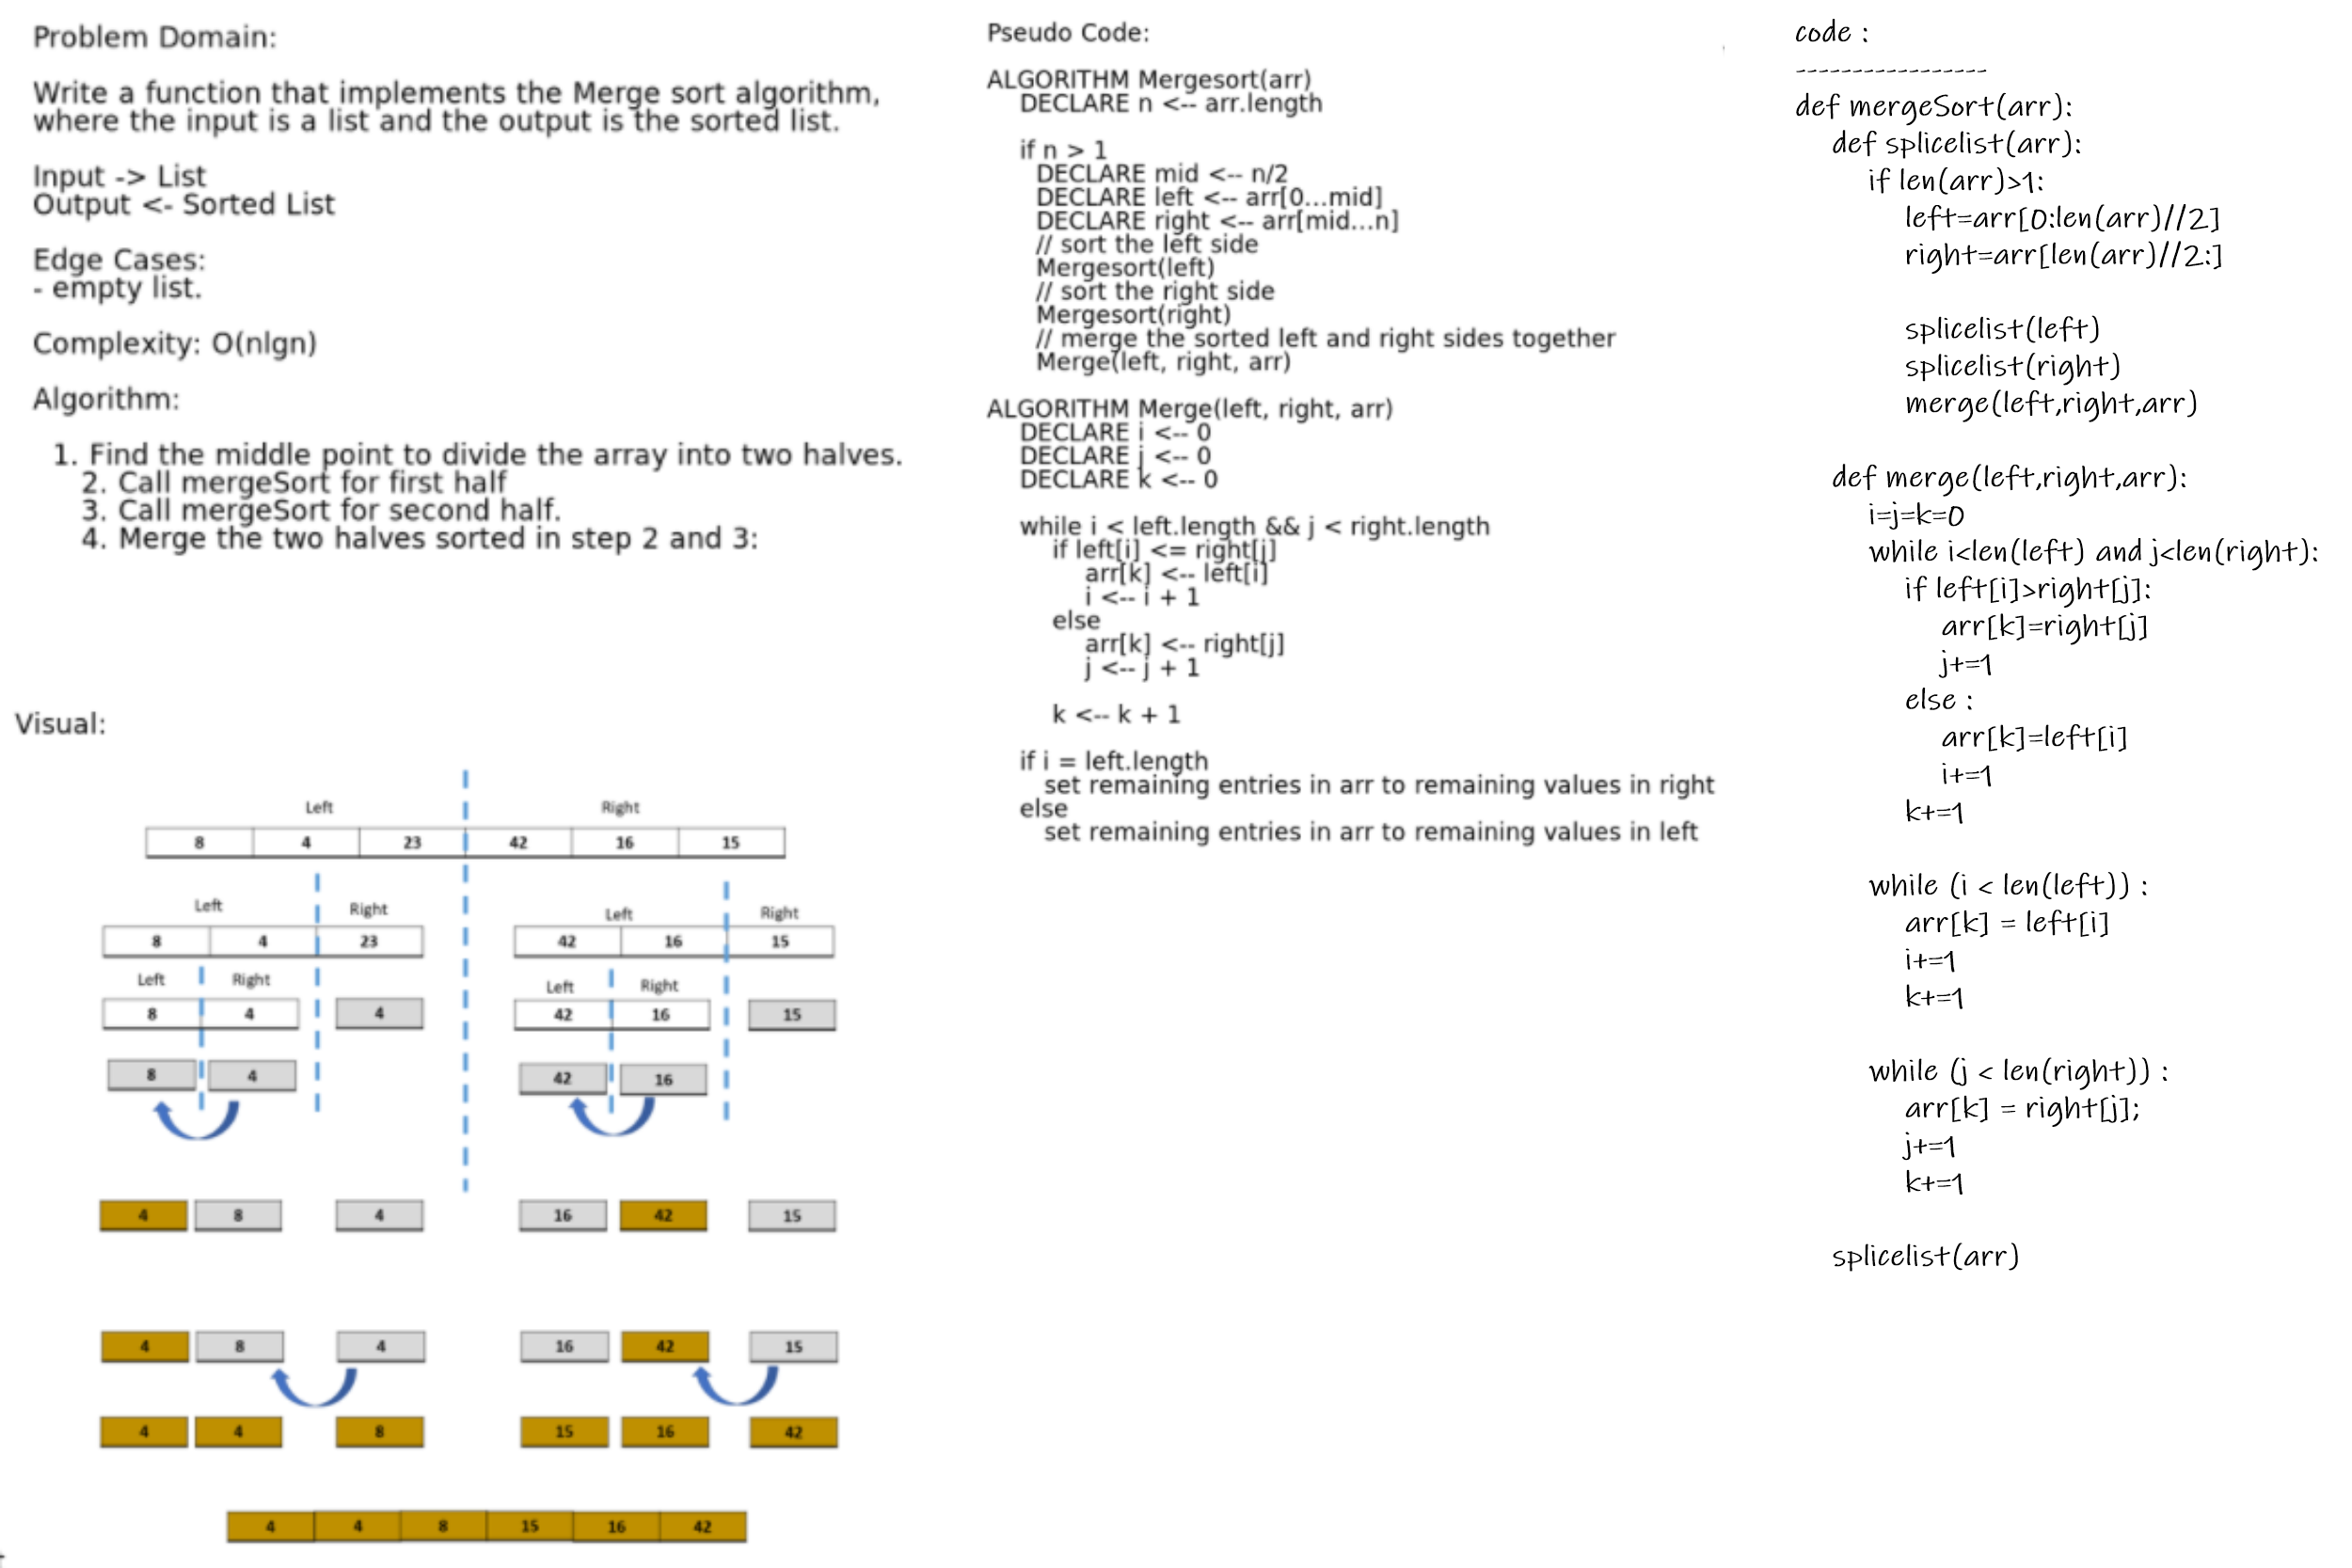 Problem Domain:
Write a function that implements the Merge sort algorithm,
where the input is a list and the output is the sorted list.
Input -> List
Output <- Sorted List
Edge Cases:
- empty list.
Complexity: O(nlgn)
Algorithm:
1. Find the middle point to divide the array into two halves.
2. Call mergeSort for first half
3. Call mergeSort for second half.
4. Merge the two halves sorted in step 2 and 3:
Visual:
Left Right
8 4 23 42 16 15
Left Right Left Right
8 4 23 42 16 15
Left Right Left Right
8 4 4 42 16 15
8 4 42 16
4 8 4 16 42 15
4 8 4 16 42 15
4 4 8 15 16 42
4 4 8 15 16 42
Pseudo Code:
ALGORITHM Mergesort(arr)
DECLARE n <-- arr.length
if n > 1
DECLARE mid <-- n/2
DECLARE left <-- arr[0...mid]
DECLARE right <-- arr[mid...n]
// sort the left side
Mergesort(left)
// sort the right side
Mergesort(right)
// merge the sorted left and right sides together
Merge(left, right, arr)
ALGORITHM Merge(left, right, arr)
DECLARE i <-- 0
DECLARE j <-- 0
DECLARE k <-- 0
while i < left.length && j < right.length
if left[i] <= right[j]
arr[k] <-- left[i]
i <-- i + 1
else
arr[k] <-- right[j]
j <-- j + 1
k <-- k + 1
if i = left.length
set remaining entries in arr to remaining values in right
else
set remaining entries in arr to remaining values in left
code :
----------------
def mergeSort(arr):
def splicelist(arr):
if len(arr)>1:
left=arr[0:len(arr)//2]
right=arr[len(arr)//2:]
splicelist(left)
splicelist(right)
merge(left,right,arr)
def merge(left,right,arr):
i=j=k=0
while i<len(left) and j<len(right):
if left[i]>right[j]:
arr[k]=right[j]
j+=1
else :
arr[k]=left[i]
i+=1
k+=1
while (i < len(left)) :
arr[k] = left[i]
i+=1
k+=1
while (j < len(right)) :
arr[k] = right[j];
j+=1
k+=1
splicelist(arr)